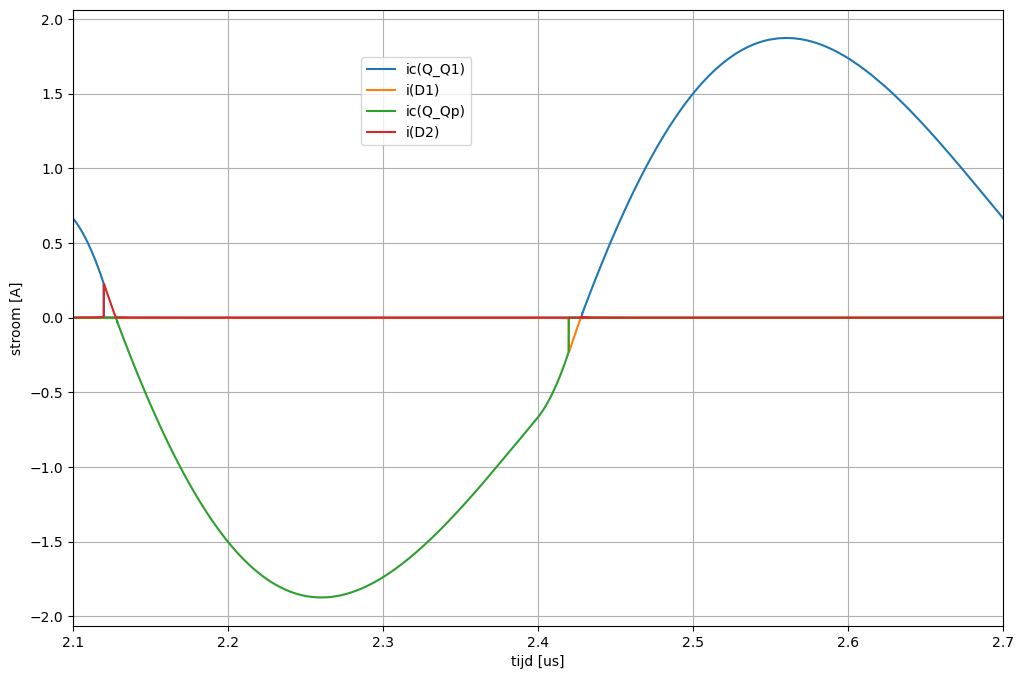 2.0
1.5
1.0
0.5
0.0
−0.5
−1.0
−1.5
−2.0
stroom [A]
ic(Q_Q1)
i(D1)
ic(Q_Qp)
i(D2)
2.1 2.2 2.3 2.4 2.5 2.6 2.7
tijd [us]